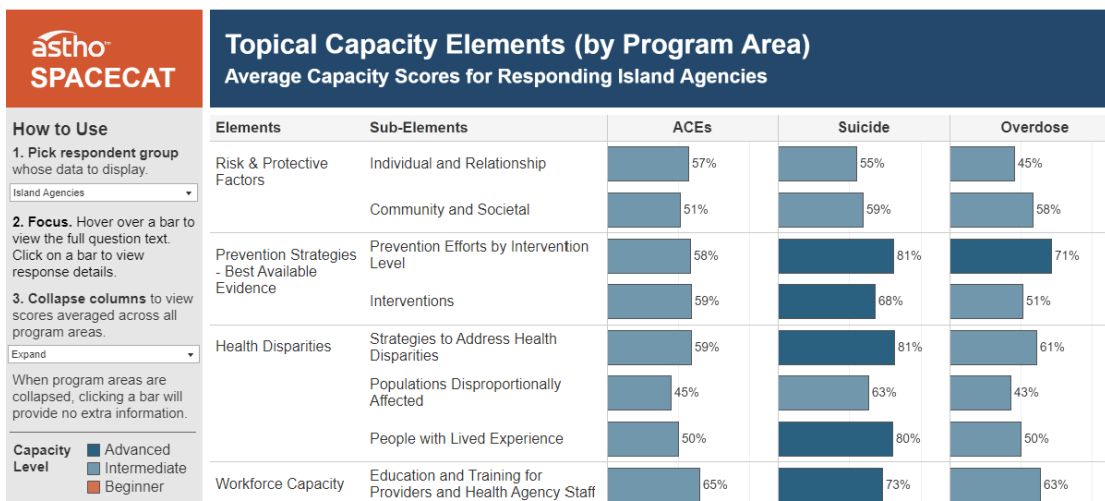 astho™
SPACECAT
Topical Capacity Elements (by Program Area)
Average Capacity Scores for Responding Island Agencies
How to Use
1. Pick respondent group
whose data to display.
Island Agencies
2. Focus. Hover over a bar to
view the full question text.
Click on a bar to view
response details.
3. Collapse columns to view
scores averaged across all
program areas.
Expand
When program areas are
collapsed, clicking a bar will
provide no extra information.
Capacity
Level
Advanced
Intermediate
Beginner
Elements Sub-Elements ACEs Suicide Overdose
Risk & Protective
Factors
Individual and Relationship 57% 55% 45%
Community and Societal 51% 59% 58%
Prevention Strategies
- Best Available
Evidence
Prevention Efforts by Intervention
Level
58% 81% 71%
Interventions 59% 68% 51%
Health Disparities
Strategies to Address Health
Disparities
59% 81% 61%
Populations Disproportionally
Affected
45% 63% 43%
People with Lived Experience 50% 80% 50%
Workforce Capacity
Education and Training for
Providers and Health Agency Staff
65% 73% 63%